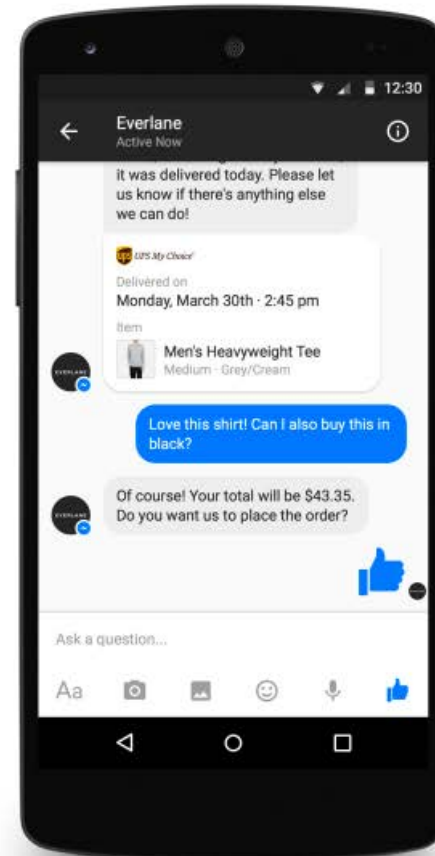 12:30
Everlane
Active Now
it was delivered today. Please let
us know if there's anything else
we can do!
ups UPS My Choice®
Delivered on
Monday, March 30th · 2:45 pm
Item
Men's Heavyweight Tee
Medium · Grey/Cream
EVERLANE
Love this shirt! Can I also buy this in
black?
Of course! Your total will be $43.35.
Do you want us to place the order?
EVERLANE
Ask a question...
Aa